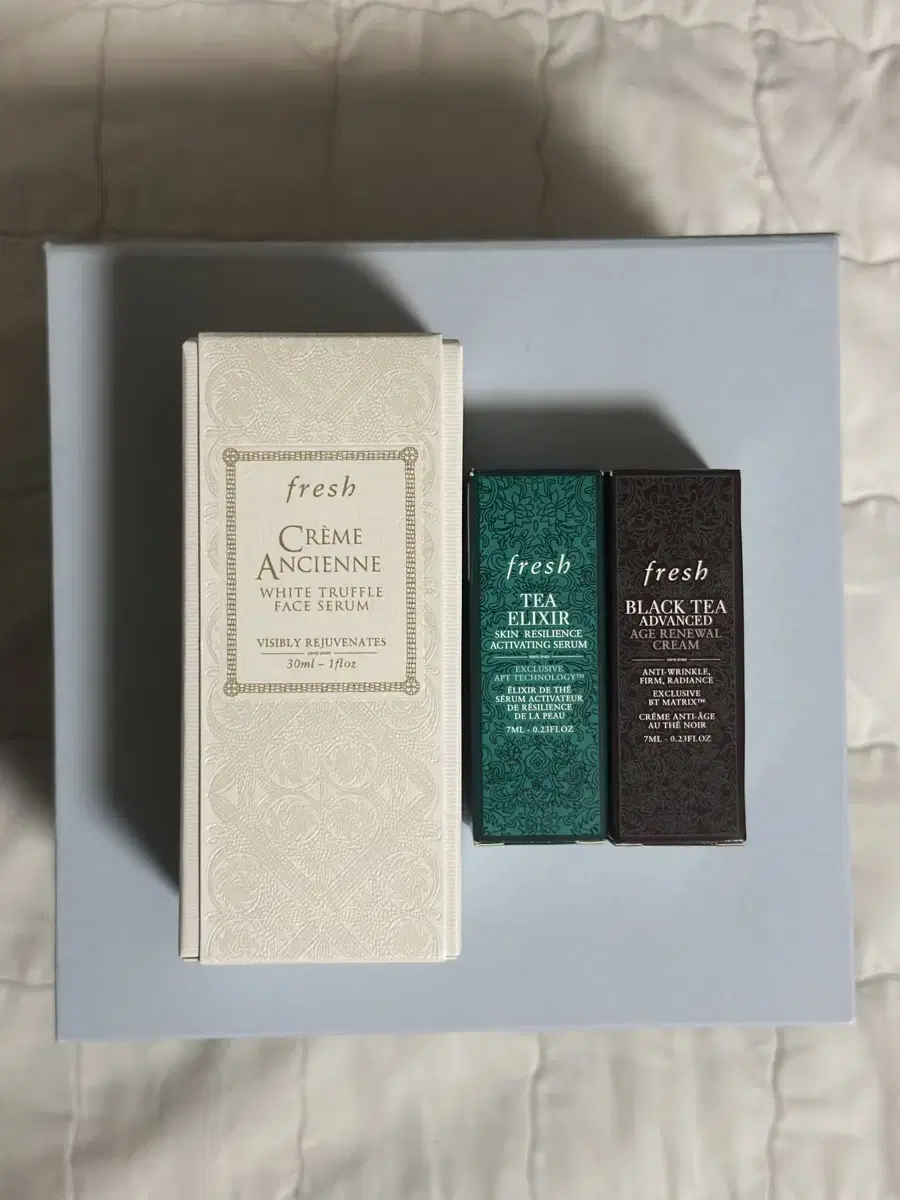 fresh
CRÈME
ANCIENNE
WHITE TRUFFLE
FACE SERUM
VISIBLY REJUVENATES
30ml – 1floz
fresh
TEA
ELIXIR
SKIN RESILIENCE
ACTIVATING SERUM
EXCLUSIVE
APT TECHNOLOGY™
ÉLIXIR DE THÉ
SÉRUM ACTIVATEUR
DE RÉSILIENCE
DE LA PEAU
7ML - 0.23FL.OZ
fresh
BLACK TEA
ADVANCED
AGE RENEWAL
CREAM
ANTI-WRINKLE,
FIRM, RADIANCE
EXCLUSIVE
BT MATRIX™
CRÈME ANTI-ÂGE
AU THÉ NOIR
7ML - 0.23FL.OZ